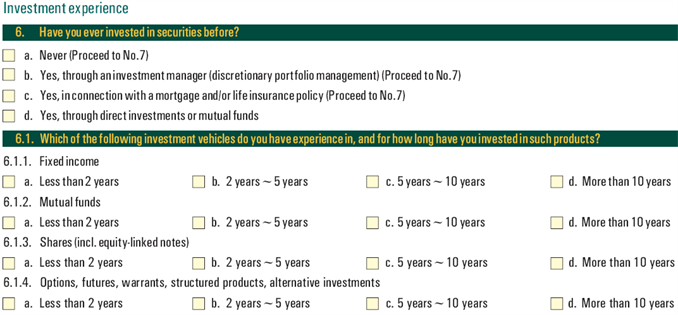 Investment experience
6. Have you ever invested in securities before?
a. Never (Proceed to No.7)
b. Yes, through an investment manager (discretionary portfolio management) (Proceed to No.7)
c. Yes, in connection with a mortgage and/or life insurance policy (Proceed to No.7)
d. Yes, through direct investments or mutual funds
6.1. Which of the following investment vehicles do you have experience in, and for how long have you invested in such products?
6.1.1. Fixed income
a. Less than 2 years b. 2 years ~ 5 years c. 5 years ~ 10 years d. More than 10 years
6.1.2. Mutual funds
a. Less than 2 years b. 2 years ~ 5 years c. 5 years ~ 10 years d. More than 10 years
6.1.3. Shares (incl. equity-linked notes)
a. Less than 2 years b. 2 years ~ 5 years c. 5 years ~ 10 years d. More than 10 years
6.1.4. Options, futures, warrants, structured products, alternative investments
a. Less than 2 years b. 2 years ~ 5 years c. 5 years ~ 10 years d. More than 10 years